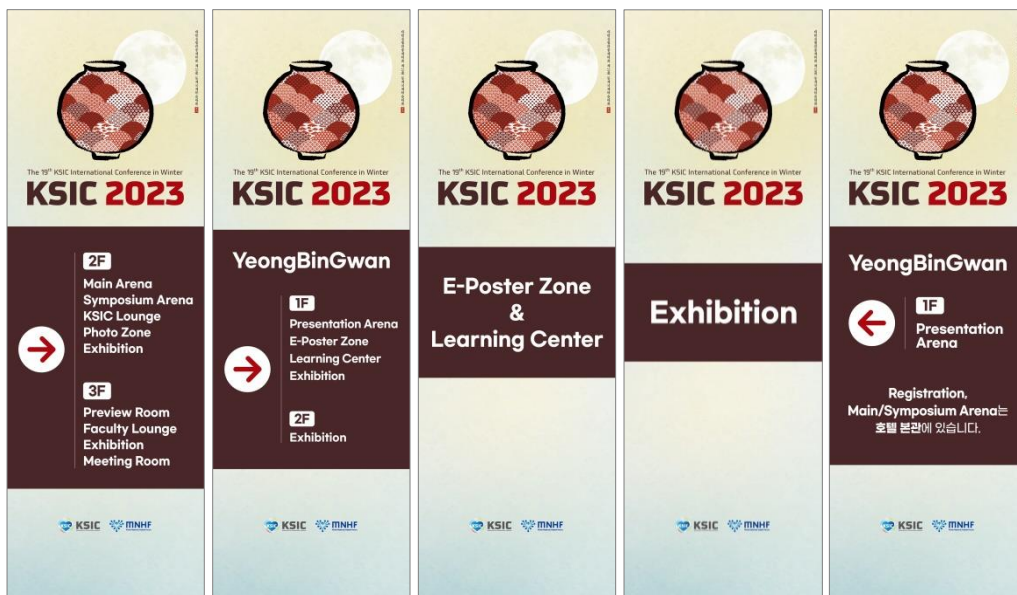 The 19th KSIC International Conference in Winter
KSIC 2023
2F
Main Arena
Symposium Arena
KSIC Lounge
Photo Zone
Exhibition
3F
Preview Room
Faculty Lounge
Exhibition
Meeting Room
KSIC MNHF
The 19th KSIC International Conference in Winter
KSIC 2023
YeongBinGwan
1F
Presentation Arena
E-Poster Zone
Learning Center
Exhibition
2F
Exhibition
KSIC MNHF
The 19th KSIC International Conference in Winter
KSIC 2023
E-Poster Zone
&
Learning Center
KSIC MNHF
The 19th KSIC International Conference in Winter
KSIC 2023
Exhibition
KSIC MNHF
The 19th KSIC International Conference in Winter
KSIC 2023
YeongBinGwan
1F
Presentation
Arena
Registration,
Main/Symposium Arena는
호텔 본관에 있습니다.
KSIC MNHF